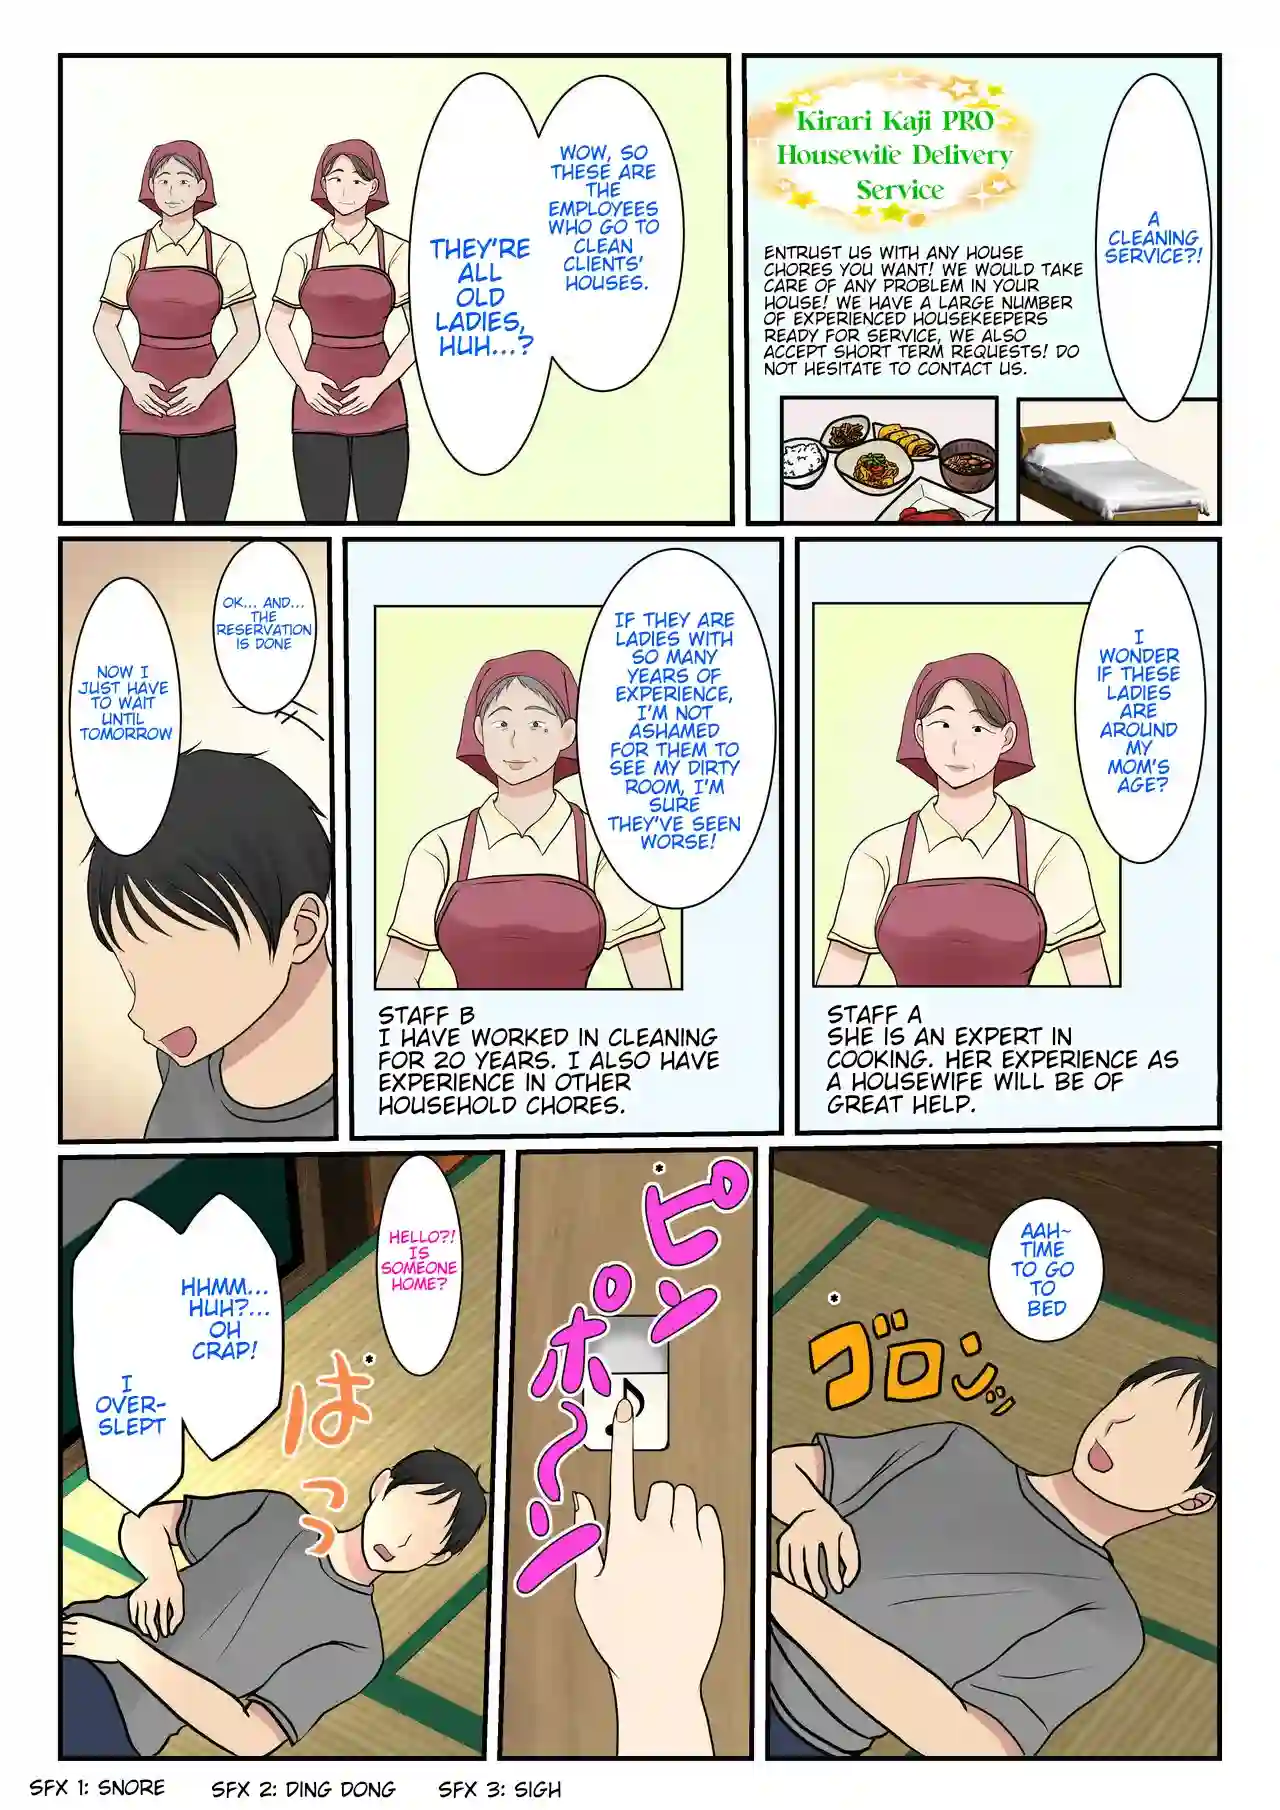 Kirari Kaji PRO
Housewife Delivery
Service
A
CLEANING
SERVICE?!
ENTRUST US WITH ANY HOUSE
CHORES YOU WANT! WE WOULD TAKE
CARE OF ANY PROBLEM IN YOUR
HOUSE! WE HAVE A LARGE NUMBER
OF EXPERIENCED HOUSEKEEPERS
READY FOR SERVICE, WE ALSO
ACCEPT SHORT TERM REQUESTS! DO
NOT HESITATE TO CONTACT US.
WOW, SO
THESE ARE
THE
EMPLOYEES
WHO GO TO
CLEAN
CLIENTS'
HOUSES.
THEY'RE
ALL
OLD
LADIES,
HUH...?
I
WONDER
IF THESE
LADIES
ARE
AROUND
MY
MOM'S
AGE?
STAFF A
SHE IS AN EXPERT IN
COOKING. HER EXPERIENCE AS
A HOUSEWIFE WILL BE OF
GREAT HELP.
IF THEY ARE
LADIES WITH
SO MANY
YEARS OF
EXPERIENCE,
I'M NOT
ASHAMED
FOR THEM TO
SEE MY DIRTY
ROOM, I'M
SURE
THEY'VE SEEN
WORSE!
STAFF B
I HAVE WORKED IN CLEANING
FOR 20 YEARS. I ALSO HAVE
EXPERIENCE IN OTHER
HOUSEHOLD CHORES.
OK... AND...
THE
RESERVATION
IS DONE
NOW I
JUST HAVE
TO WAIT
UNTIL
TOMORROW
AAH~
TIME
TO GO
TO
BED
*
ゴロンッ
*
ピン
ポ〜ン
HELLO?!
IS
SOMEONE
HOME?
*
ぱっ
HHMM...
HUH?...
OH
CRAP!
I
OVER-
SLEPT
SFX 1: SNORE
SFX 2: DING DONG
SFX 3: SIGH